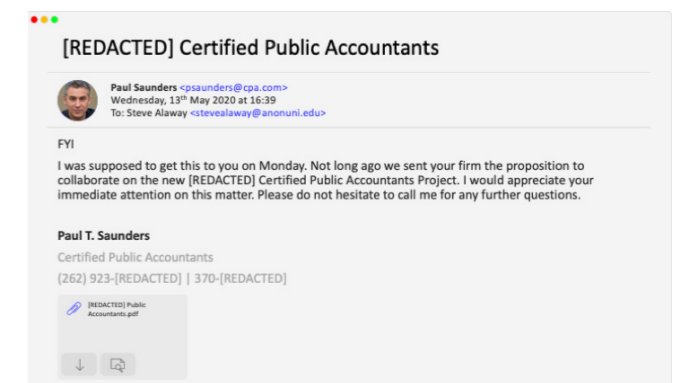 [REDACTED] Certified Public Accountants
Paul Saunders <psaunders@cpa.com>
Wednesday, 13th May 2020 at 16:39
To: Steve Alaway <stevealaway@anonuni.edu>
FYI
I was supposed to get this to you on Monday. Not long ago we sent your firm the proposition to
collaborate on the new [REDACTED] Certified Public Accountants Project. I would appreciate your
immediate attention on this matter. Please do not hesitate to call me for any further questions.
Paul T. Saunders
Certified Public Accountants
(262) 923-[REDACTED] | 370-[REDACTED]
[REDACTED] Public
Accountants.pdf